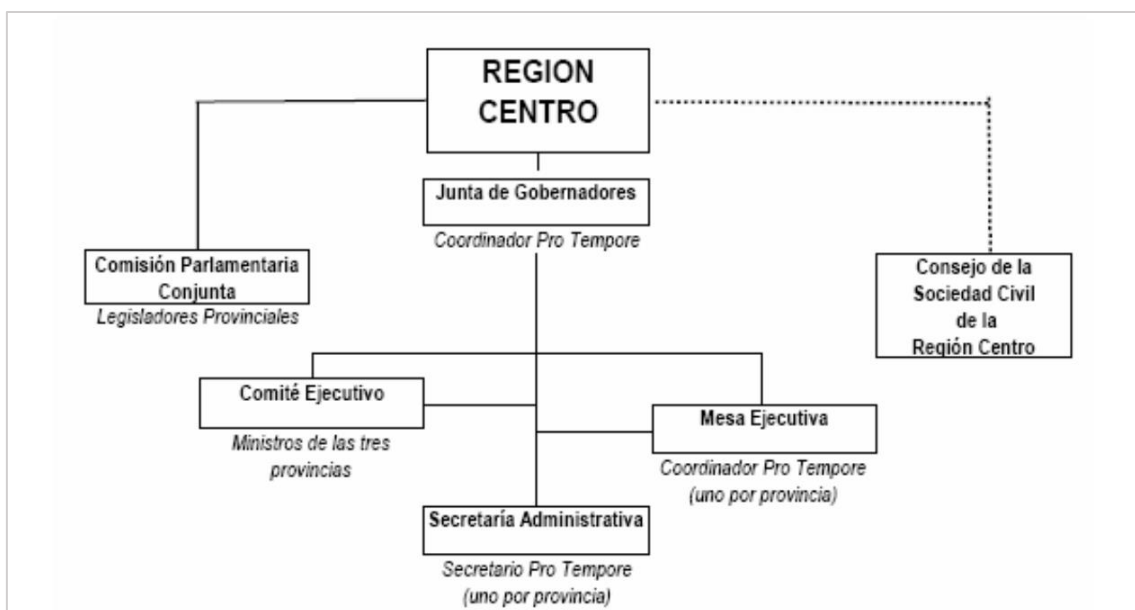 REGION
CENTRO
Junta de Gobernadores
Coordinador Pro Tempore
Comisión Parlamentaria
Conjunta
Legisladores Provinciales
Consejo de la
Sociedad Civil
de la
Región Centro
Comité Ejecutivo
Ministros de las tres
provincias
Mesa Ejecutiva
Coordinador Pro Tempore
(uno por provincia)
Secretaría Administrativa
Secretario Pro Tempore
(uno por provincia)